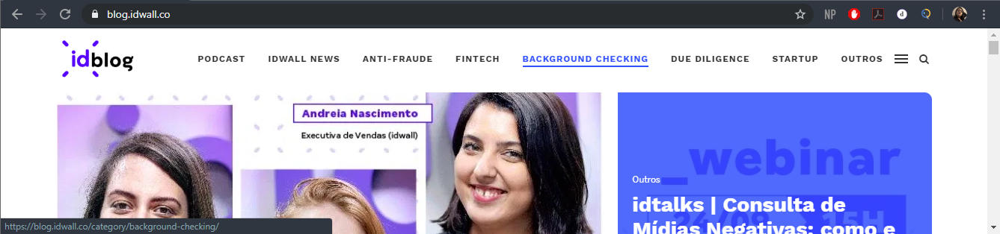 blog.idwall.co
NP
idblog
PODCAST IDWALL NEWS ANTI-FRAUDE FINTECH BACKGROUND CHECKING DUE DILIGENCE STARTUP OUTROS
Andreia Nascimento
Executiva de Vendas (idwall)
_webinar
Outros
idtalks | Consulta de
Mídias Negativas: como e
15H
https://blog.idwall.co/category/background-checking/